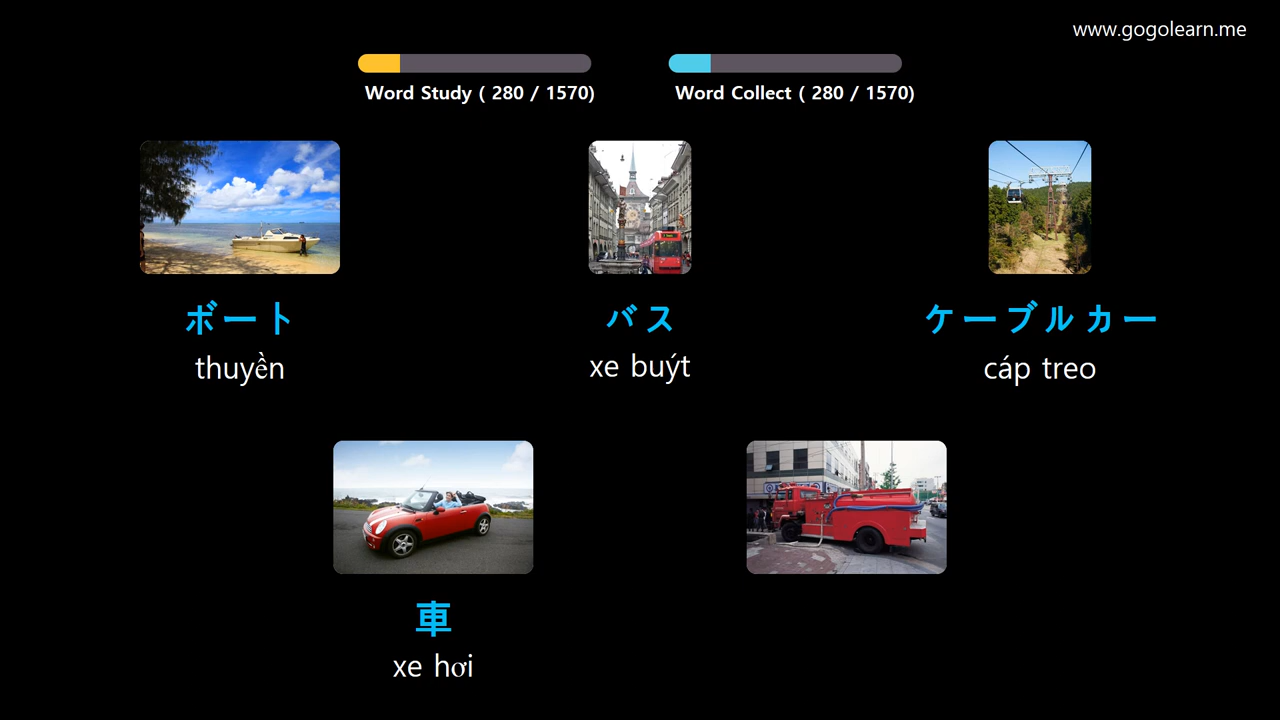 www.gogolearn.me
Word Study ( 280 / 1570)
Word Collect ( 280 / 1570)
ボート
バス
ケーブルカー
thuyền
xe buýt
cáp treo
車
xe hơi